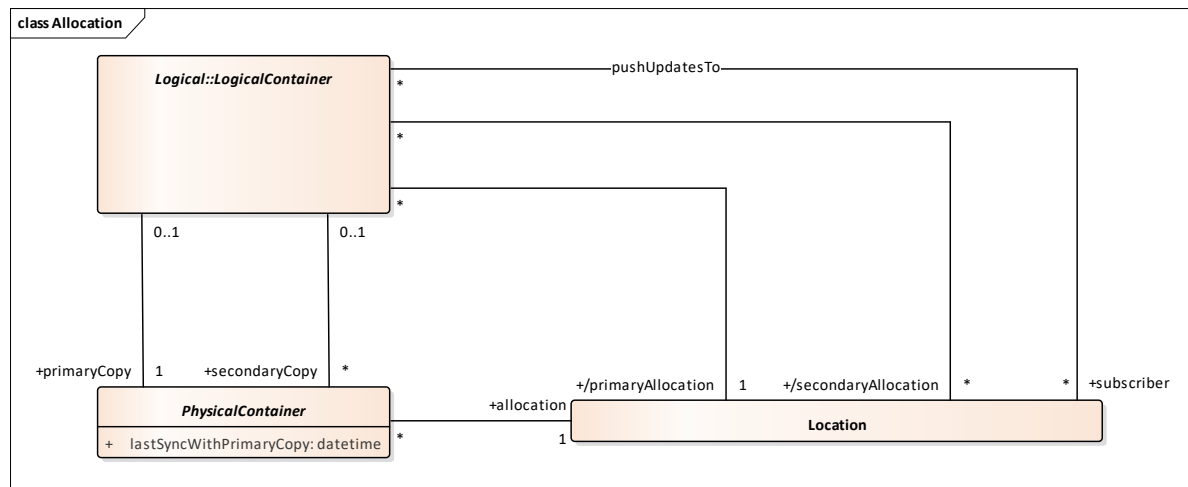 class Allocation
Logical::LogicalContainer
pushUpdatesTo
*
*
*
0..1
0..1
+primaryCopy
1
+secondaryCopy
*
+/primaryAllocation
1
+/secondaryAllocation
*
*
+subscriber
PhysicalContainer
+ lastSyncWithPrimaryCopy: datetime
+allocation
*
1
Location